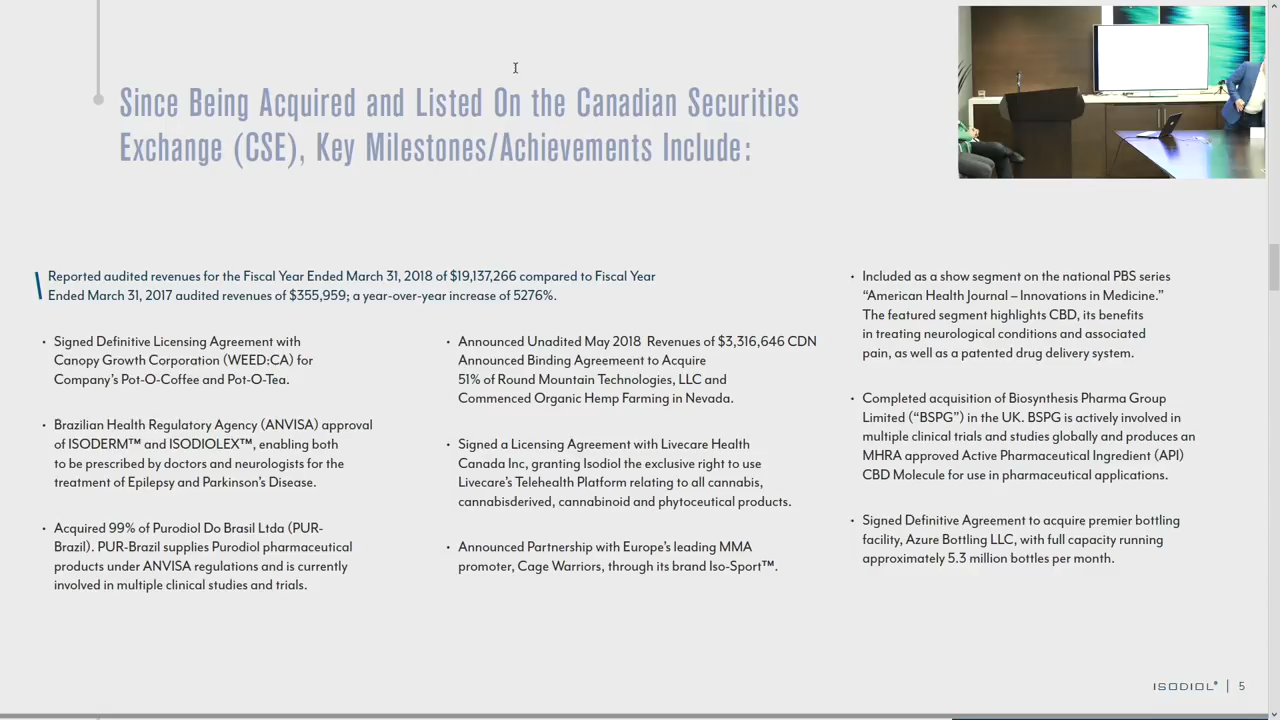 Since Being Acquired and Listed On the Canadian Securities
Exchange (CSE), Key Milestones/Achievements Include:
Reported audited revenues for the Fiscal Year Ended March 31, 2018 of $19,137,266 compared to Fiscal Year
Ended March 31, 2017 audited revenues of $355,959; a year-over-year increase of 5276%.
• Signed Definitive Licensing Agreement with
Canopy Growth Corporation (WEED:CA) for
Company's Pot-O-Coffee and Pot-O-Tea.
• Brazilian Health Regulatory Agency (ANVISA) approval
of ISODERM™ and ISODIOLEX™, enabling both
to be prescribed by doctors and neurologists for the
treatment of Epilepsy and Parkinson's Disease.
• Acquired 99% of Purodiol Do Brasil Ltda (PUR-
Brazil). PUR-Brazil supplies Purodiol pharmaceutical
products under ANVISA regulations and is currently
involved in multiple clinical studies and trials.
• Announced Unadited May 2018 Revenues of $3,316,646 CDN
Announced Binding Agreeement to Acquire
51% of Round Mountain Technologies, LLC and
Commenced Organic Hemp Farming in Nevada.
• Signed a Licensing Agreement with Livecare Health
Canada Inc, granting Isodiol the exclusive right to use
Livecare's Telehealth Platform relating to all cannabis,
cannabisderived, cannabinoid and phytoceutical products.
• Announced Partnership with Europe's leading MMA
promoter, Cage Warriors, through its brand Iso-Sport™.
• Included as a show segment on the national PBS series
“American Health Journal – Innovations in Medicine.”
The featured segment highlights CBD, its benefits
in treating neurological conditions and associated
pain, as well as a patented drug delivery system.
• Completed acquisition of Biosynthesis Pharma Group
Limited (“BSPG”) in the UK. BSPG is actively involved in
multiple clinical trials and studies globally and produces an
MHRA approved Active Pharmaceutical Ingredient (API)
CBD Molecule for use in pharmaceutical applications.
• Signed Definitive Agreement to acquire premier bottling
facility, Azure Bottling LLC, with full capacity running
approximately 5.3 million bottles per month.
ISODIOL® | 5